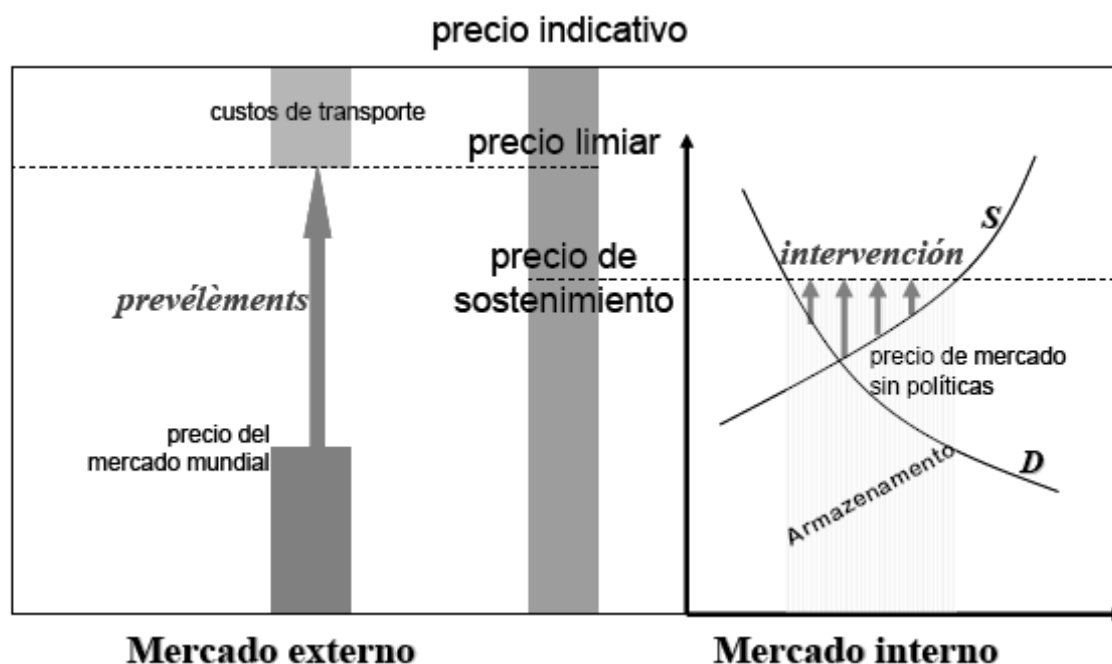 precio indicativo
custos de transporte
precio limiar
prevélèments
precio del
mercado mundial
precio de
sostenimiento
intervención
S
precio de mercado
sin políticas
D
Armazenamento
Mercado externo
Mercado interno